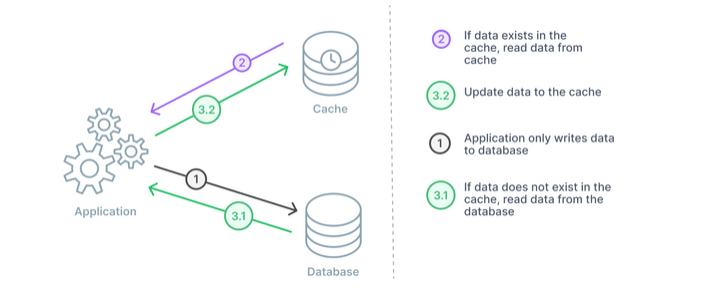 2
3.2
Cache
Application
1
3.1
Database
2
If data exists in the
cache, read data from
cache
3.2
Update data to the cache
1
Application only writes data
to database
3.1
If data does not exist in the
cache, read data from the
database